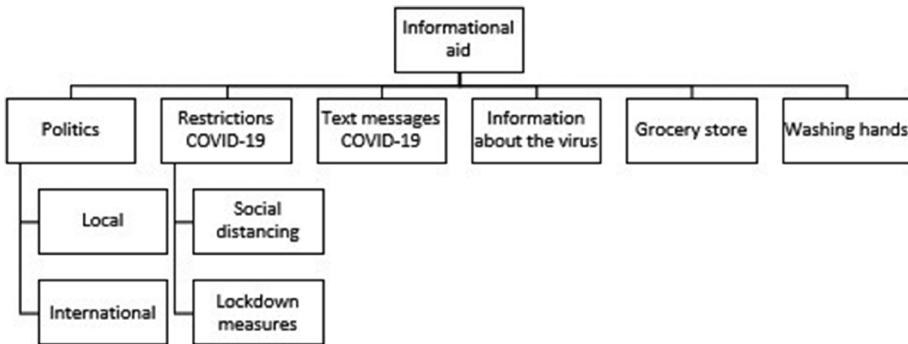 Informational
aid
Politics
Restrictions
COVID-19
Text messages
COVID-19
Information
about the virus
Grocery store
Washing hands
Local
Social
distancing
International
Lockdown
measures